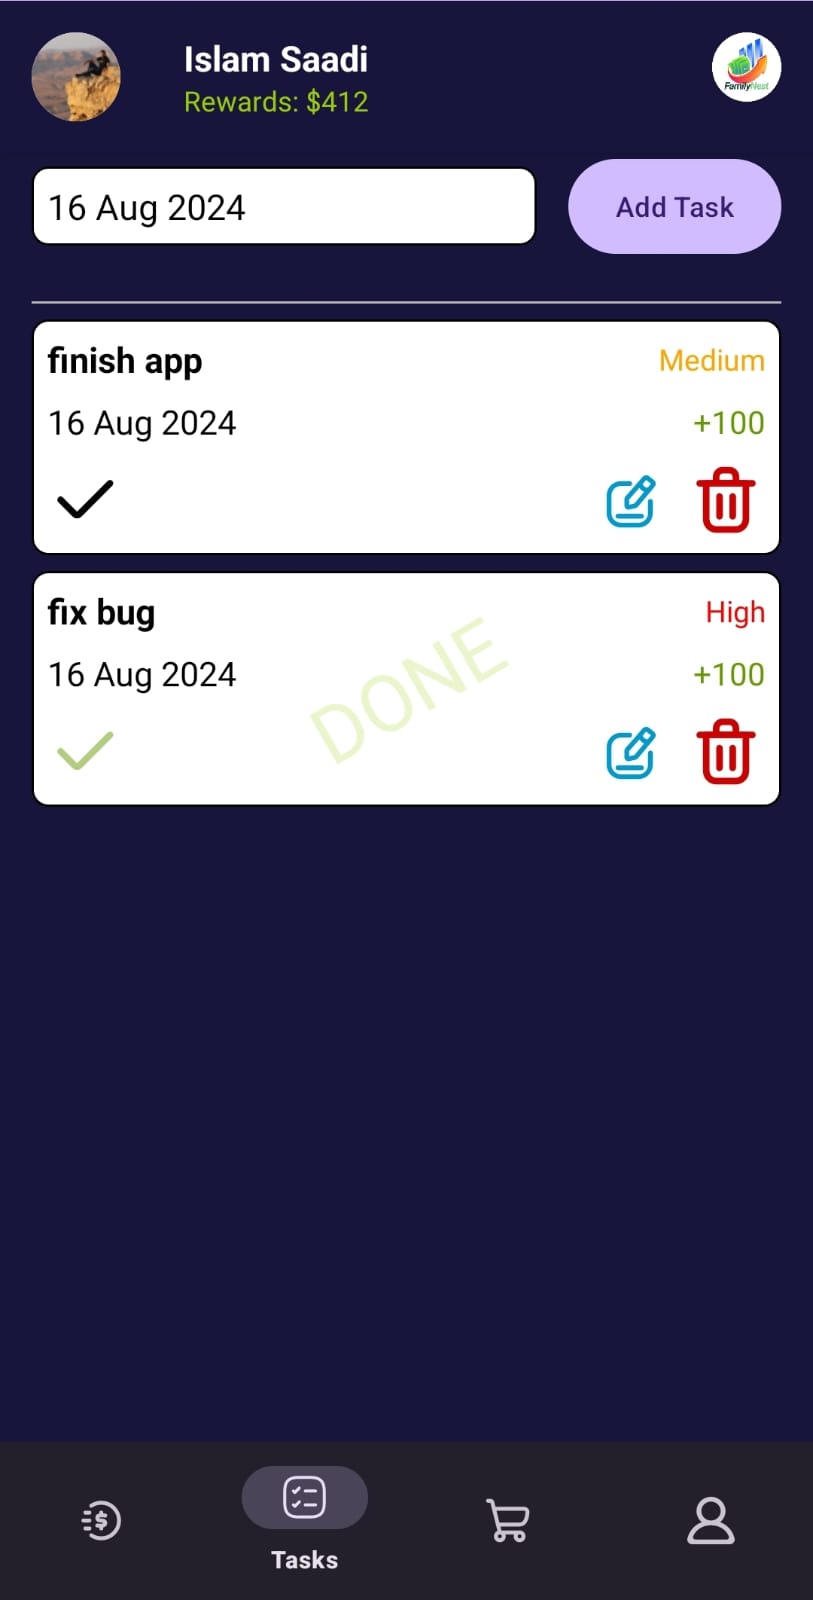 Islam Saadi
Rewards: $412
FamilyNest
16 Aug 2024
Add Task
finish app
Medium
16 Aug 2024
+100
fix bug
High
16 Aug 2024
+100
DONE
Tasks